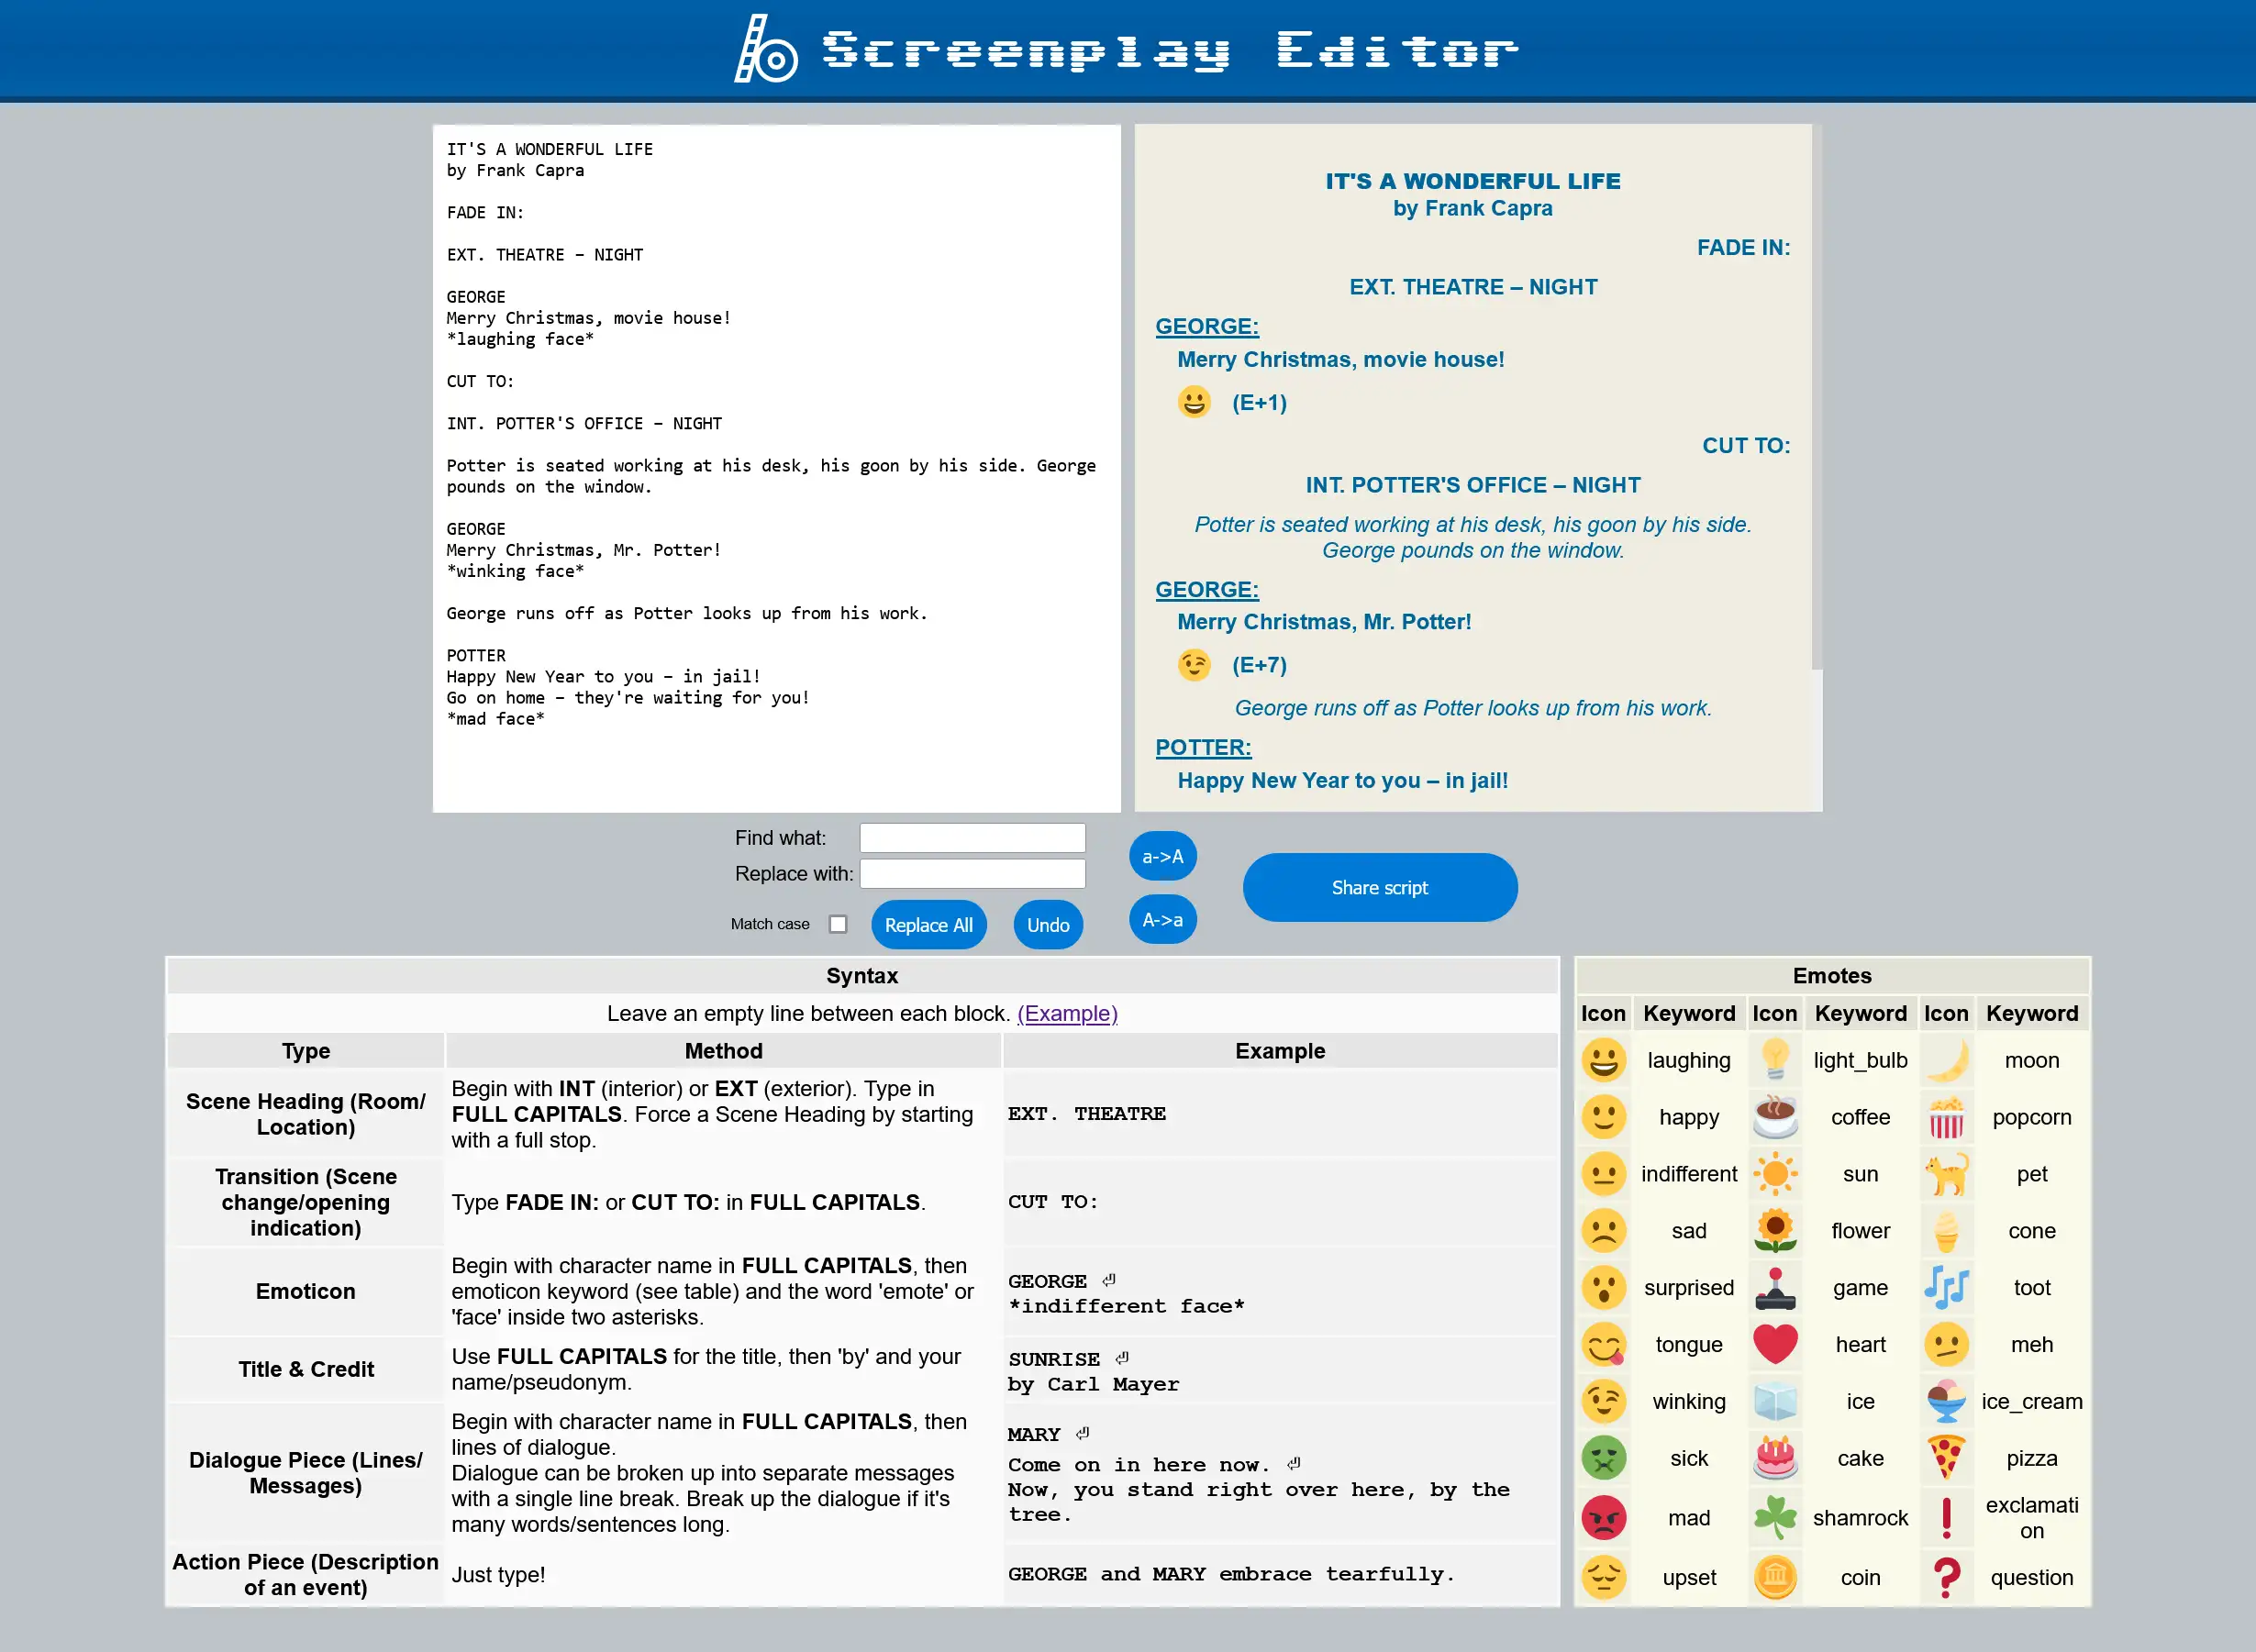 Screenplay Editor
IT'S A WONDERFUL LIFE
by Frank Capra
FADE IN:
EXT. THEATRE – NIGHT
GEORGE
Merry Christmas, movie house!
*laughing face*
CUT TO:
INT. POTTER'S OFFICE – NIGHT
Potter is seated working at his desk, his goon by his side. George
pounds on the window.
GEORGE
Merry Christmas, Mr. Potter!
*winking face*
George runs off as Potter looks up from his work.
POTTER
Happy New Year to you – in jail!
Go on home – they're waiting for you!
*mad face*
IT'S A WONDERFUL LIFE
by Frank Capra
FADE IN:
EXT. THEATRE – NIGHT
GEORGE:
Merry Christmas, movie house!
(E+1)
CUT TO:
INT. POTTER'S OFFICE – NIGHT
Potter is seated working at his desk, his goon by his side.
George pounds on the window.
GEORGE:
Merry Christmas, Mr. Potter!
(E+7)
George runs off as Potter looks up from his work.
POTTER:
Happy New Year to you – in jail!
Find what:
Replace with:
Match case
Replace All
Undo
a->A
A->a
Share script
Syntax
Leave an empty line between each block. (Example)
Type Method Example
Scene Heading (Room/
Location)
Begin with INT (interior) or EXT (exterior). Type in
FULL CAPITALS. Force a Scene Heading by starting
with a full stop.
EXT. THEATRE
Transition (Scene
change/opening
indication)
Type FADE IN: or CUT TO: in FULL CAPITALS.
CUT TO:
Emoticon
Begin with character name in FULL CAPITALS, then
emoticon keyword (see table) and the word 'emote' or
'face' inside two asterisks.
GEORGE ⏎
*indifferent face*
Title & Credit
Use FULL CAPITALS for the title, then 'by' and your
name/pseudonym.
SUNRISE ⏎
by Carl Mayer
Dialogue Piece (Lines/
Messages)
Begin with character name in FULL CAPITALS, then
lines of dialogue.
Dialogue can be broken up into separate messages
with a single line break. Break up the dialogue if it's
many words/sentences long.
MARY ⏎
Come on in here now. ⏎
Now, you stand right over here, by the
tree.
Action Piece (Description
of an event)
Just type!
GEORGE and MARY embrace tearfully.
Emotes
Icon Keyword Icon Keyword Icon Keyword
laughing light_bulb moon
happy coffee popcorn
indifferent sun pet
sad flower cone
surprised game toot
tongue heart meh
winking ice ice_cream
sick cake pizza
mad shamrock exclamati
on
upset coin question